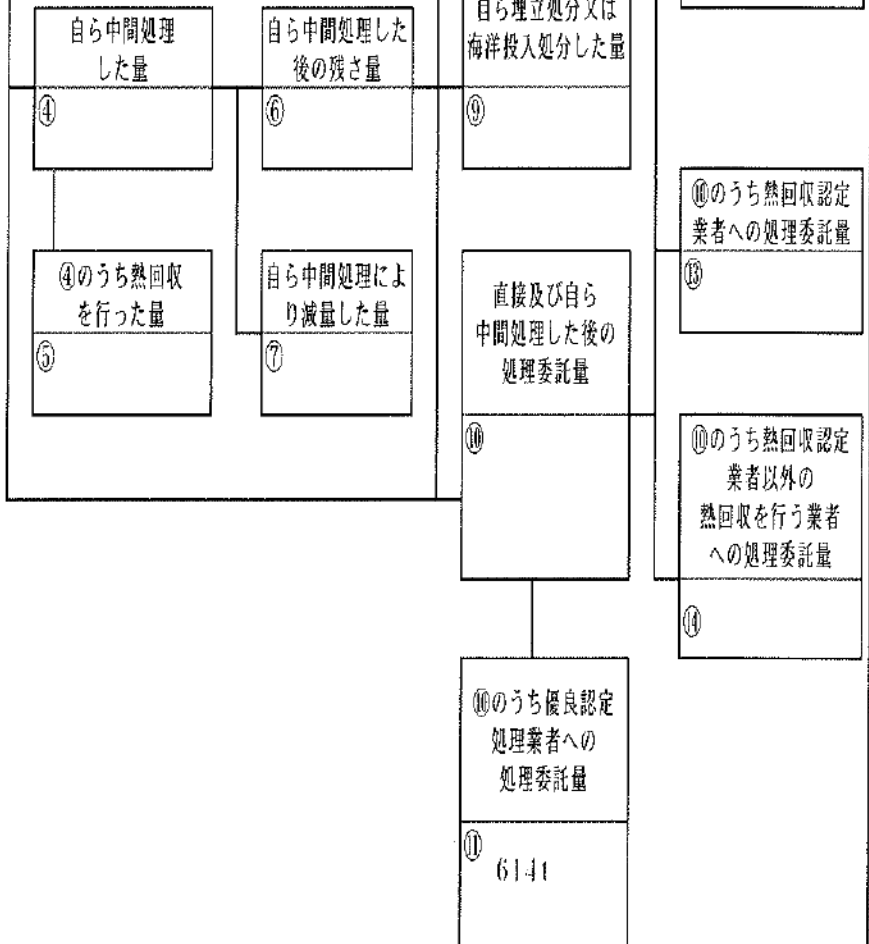 自ら中間処理
した量
④
自ら中間処理した
後の残さ量
⑥
自ら埋立処分又は
海洋投入処分した量
⑨
⑩のうち熱回収認定
業者への処理委託量
⑬
④のうち熱回収
を行った量
⑤
自ら中間処理によ
り減量した量
⑦
直接及び自ら
中間処理した後の
処理委託量
⑩
⑩のうち熱回収認定
業者以外の
熱回収を行う業者
への処理委託量
⑭
⑩のうち優良認定
処理業者への
処理委託量
⑪
614t